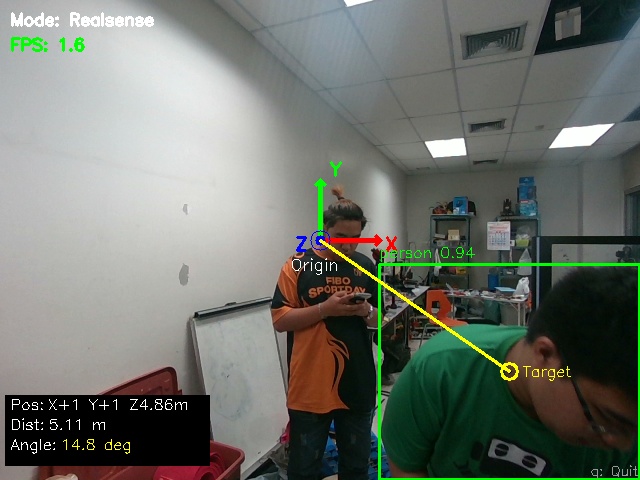 Mode: Realsense
FPS: 1.6
Y
Z
X
Origin
person 0.94
FIBO
SPORTDAY
Target
Pos: X+1 Y+1 Z4.86m
Dist: 5.11 m
Angle: 14.8 deg
q: Quit